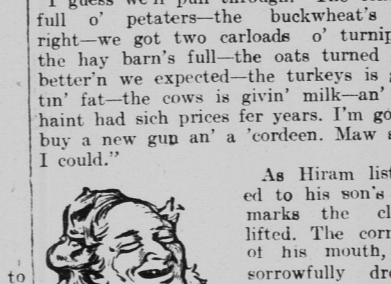 full o' petaters—the buckwheat's
right—we got two carloads o' turnip
the hay barn's full—the oats turned
better'n we expected—the turkeys is
tin' fat—the cows is givin' milk—an'
haint had sich prices fer years. I'm go
buy a new gun an' a 'cordeen. Maw s
I could."
As Hiram list
ed to his son's
marks the cl
lifted. The corr
of his mouth,
to
sorrowfully dr